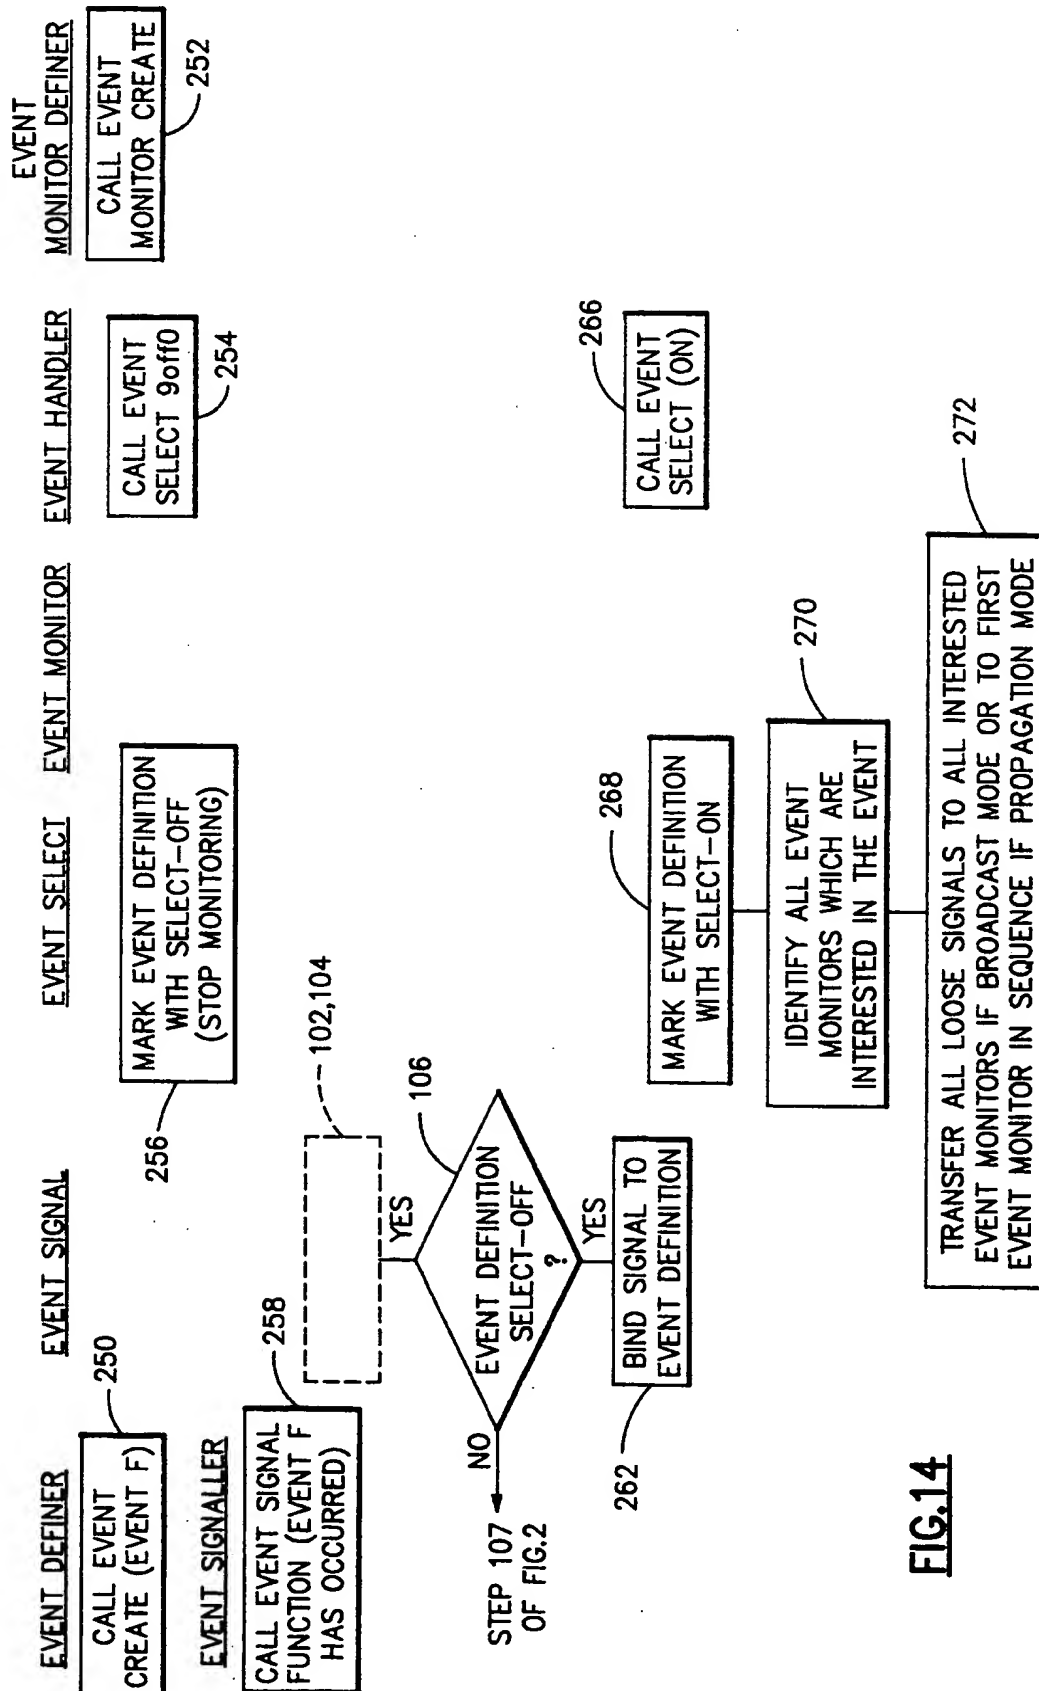 EVENT DEFINER
EVENT SIGNAL
EVENT SELECT
EVENT MONITOR
EVENT HANDLER
EVENT
MONITOR DEFINER
CALL EVENT
CREATE (EVENT F)
250
CALL EVENT
MONITOR CREATE
252
CALL EVENT
SELECT 9off0
254
MARK EVENT DEFINITION
WITH SELECT-OFF
(STOP MONITORING)
256
EVENT SIGNALLER
CALL EVENT SIGNAL
FUNCTION (EVENT F
HAS OCCURRED)
258
102,104
YES
106
EVENT DEFINITION
SELECT-OFF
?
NO
STEP 107
OF FIG.2
YES
BIND SIGNAL TO
EVENT DEFINITION
262
CALL EVENT
SELECT (ON)
266
MARK EVENT DEFINITION
WITH SELECT-ON
268
IDENTIFY ALL EVENT
MONITORS WHICH ARE
INTERESTED IN THE EVENT
270
TRANSFER ALL LOOSE SIGNALS TO ALL INTERESTED
EVENT MONITORS IF BROADCAST MODE OR TO FIRST
EVENT MONITOR IN SEQUENCE IF PROPAGATION MODE
272
FIG.14